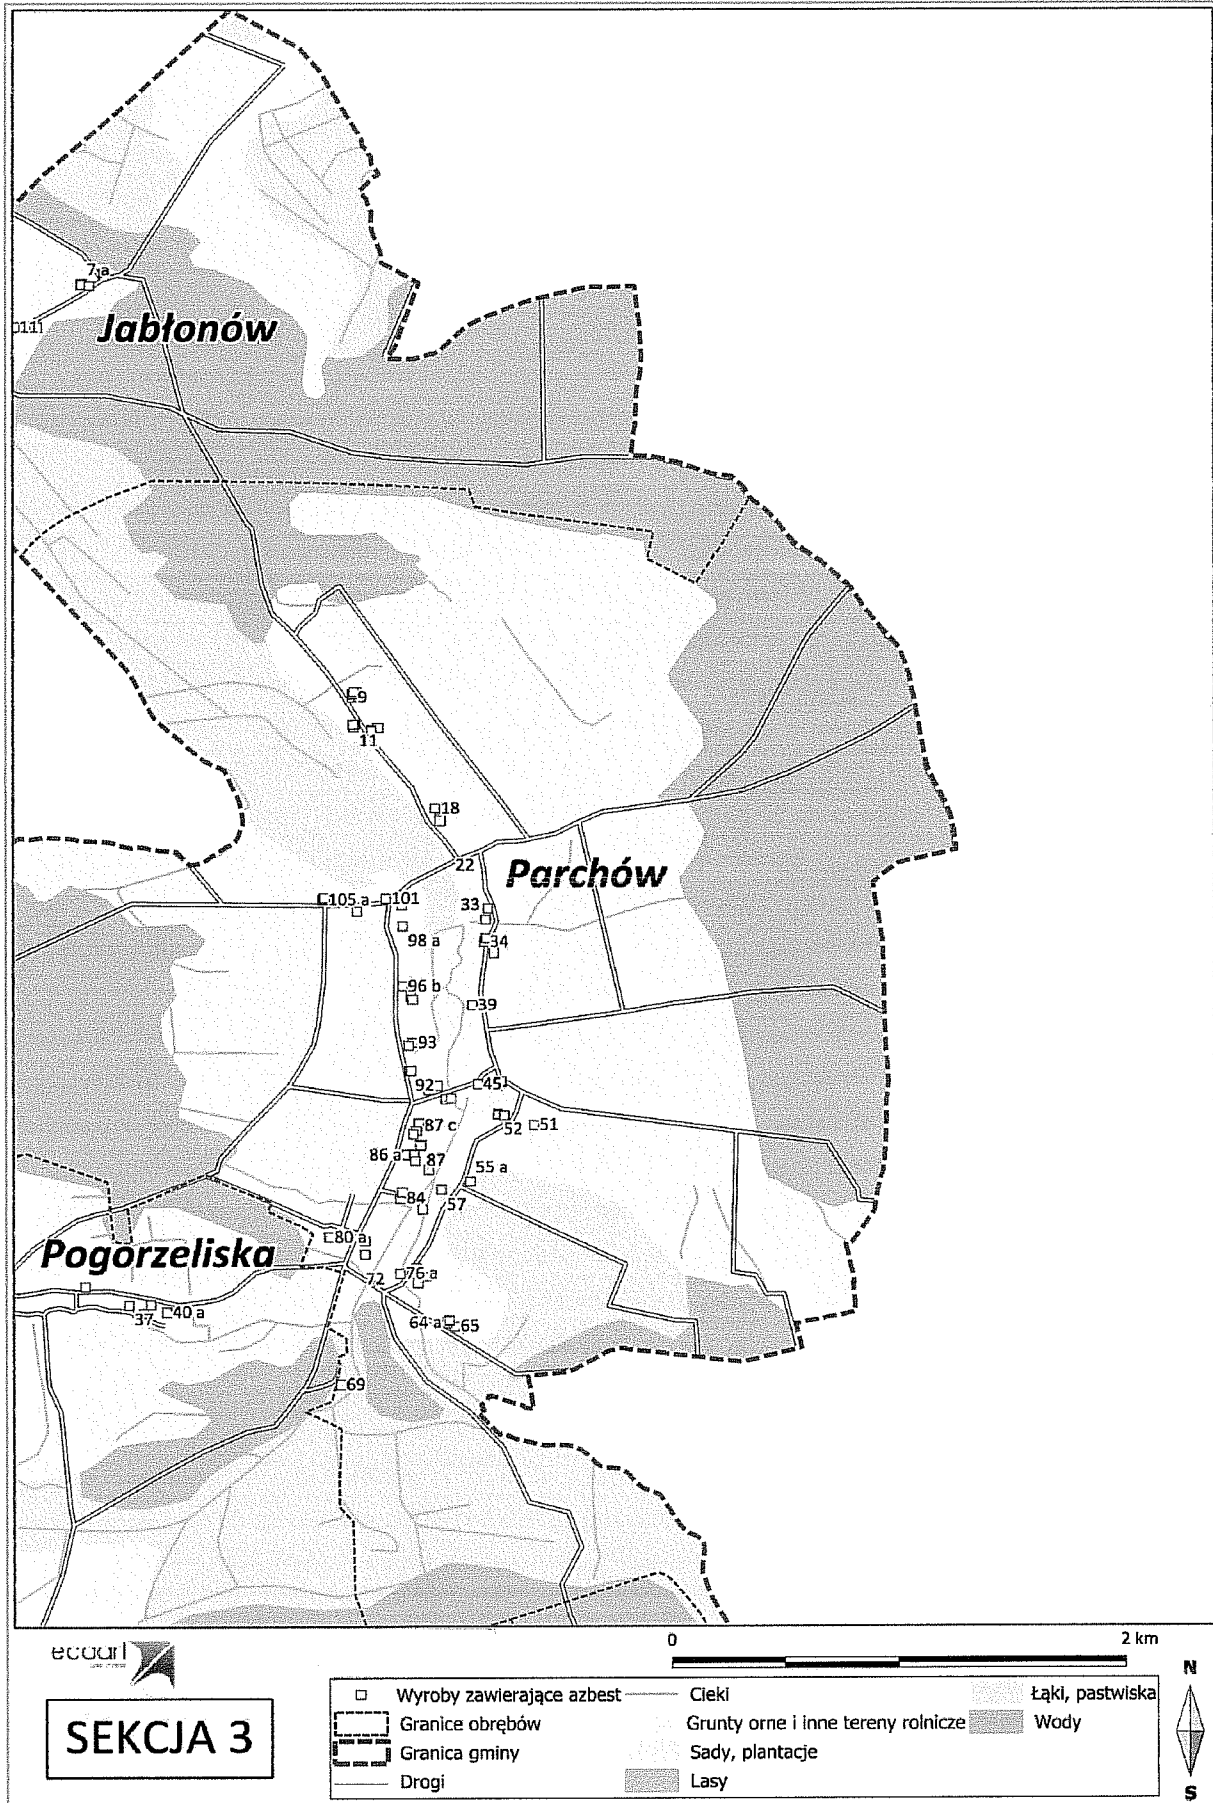 7 a
11
Jabłonów
9
11
18
22
Parchów
105 a
101
33
98 a
34
96 b
39
93
92
45
87 c
52
51
86 a
87
55 a
84
57
80 a
Pogorzeliska
72
76 a
40 a
37
64 a
65
69
0
2 km
SEKCJA 3
Wyroby zawierające azbest
Granice obrębów
Granica gminy
Drogi
Cieki
Grunty orne i inne tereny rolnicze
Sady, plantacje
Lasy
Łąki, pastwiska
Wody
N
S